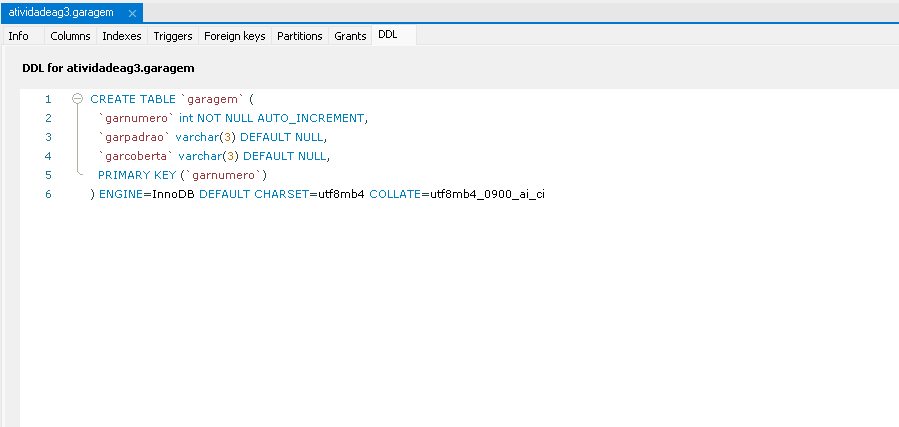 atividadeag3.garagem ×
Info Columns Indexes Triggers Foreign keys Partitions Grants DDL
DDL for atividadeag3.garagem
1 CREATE TABLE `garagem` (
2 `garnumero` int NOT NULL AUTO_INCREMENT,
3 `garpadrao` varchar(3) DEFAULT NULL,
4 `garcoberta` varchar(3) DEFAULT NULL,
5 PRIMARY KEY (`garnumero`)
6 ) ENGINE=InnoDB DEFAULT CHARSET=utf8mb4 COLLATE=utf8mb4_0900_ai_ci